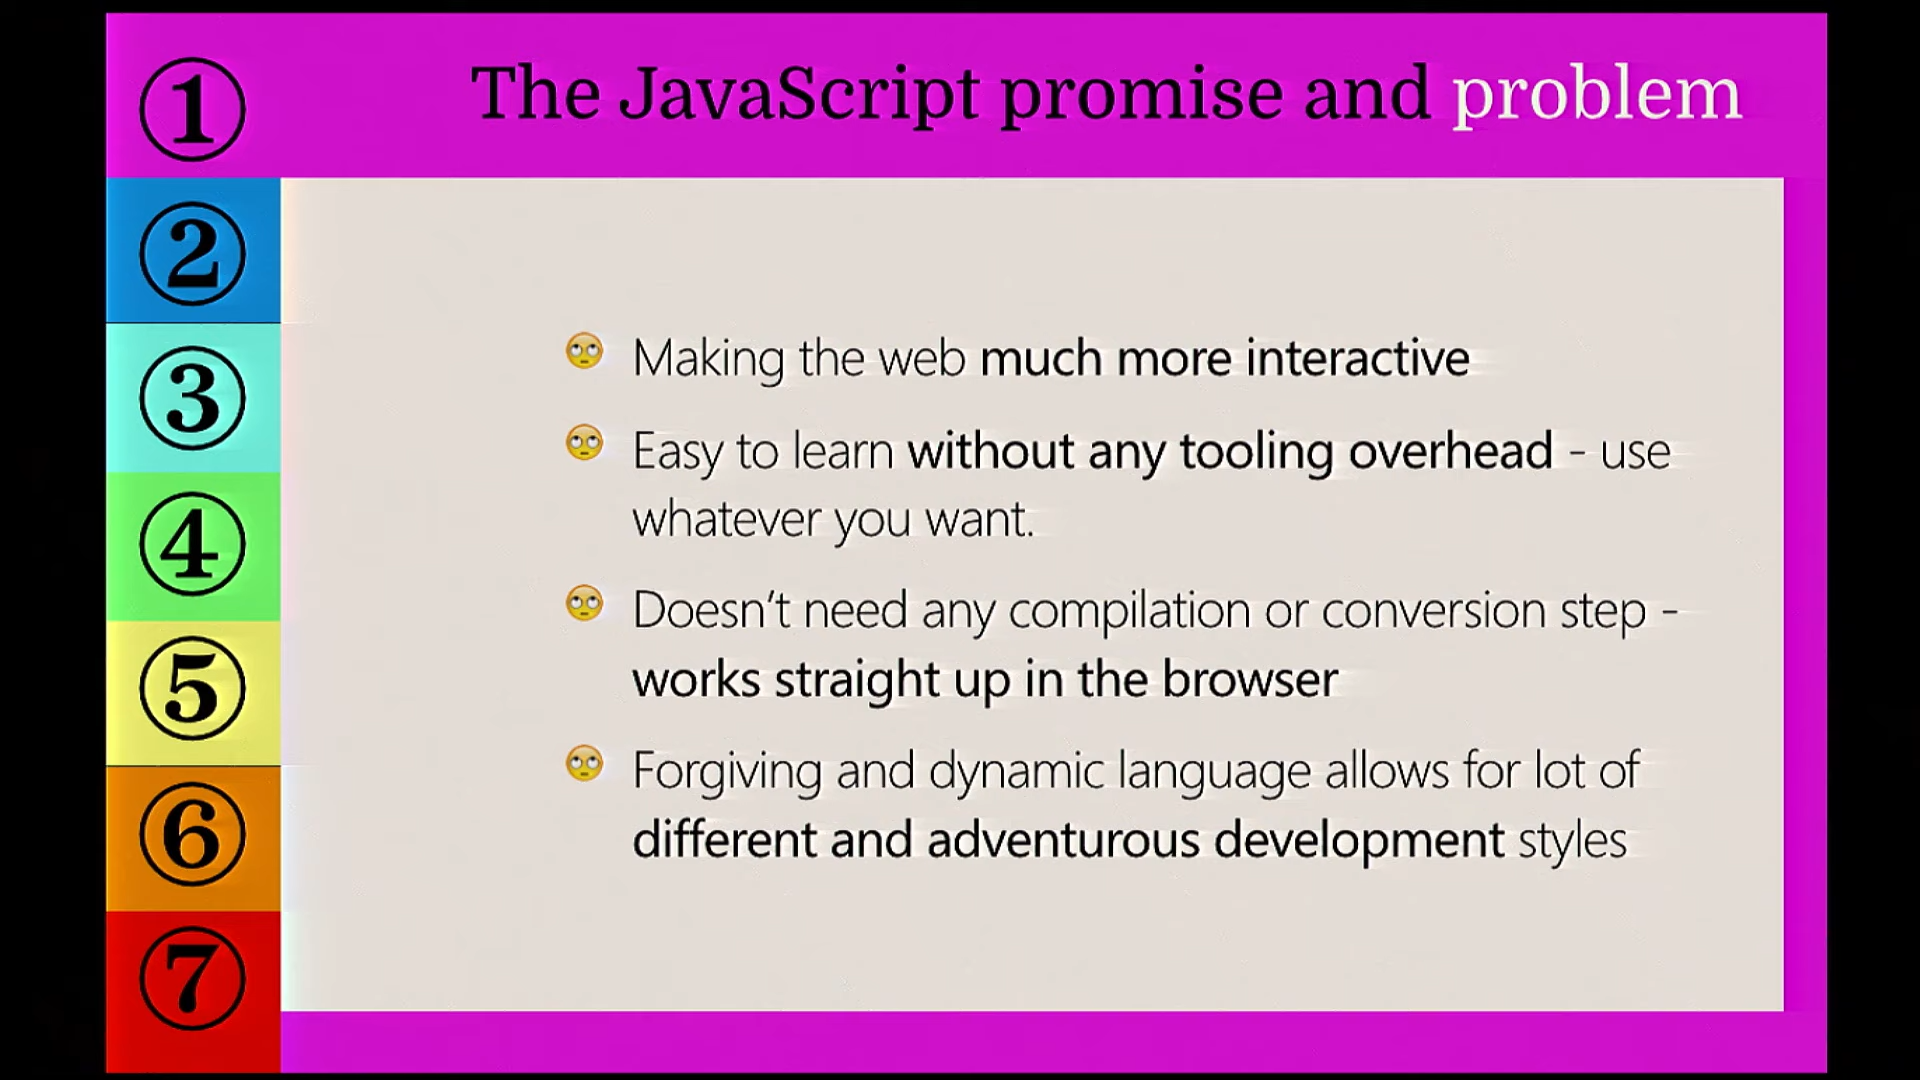 The JavaScript promise and problem
1
2
3
4
5
6
7
Making the web much more interactive
Easy to learn without any tooling overhead - use
whatever you want.
Doesn't need any compilation or conversion step -
works straight up in the browser
Forgiving and dynamic language allows for lot of
different and adventurous development styles